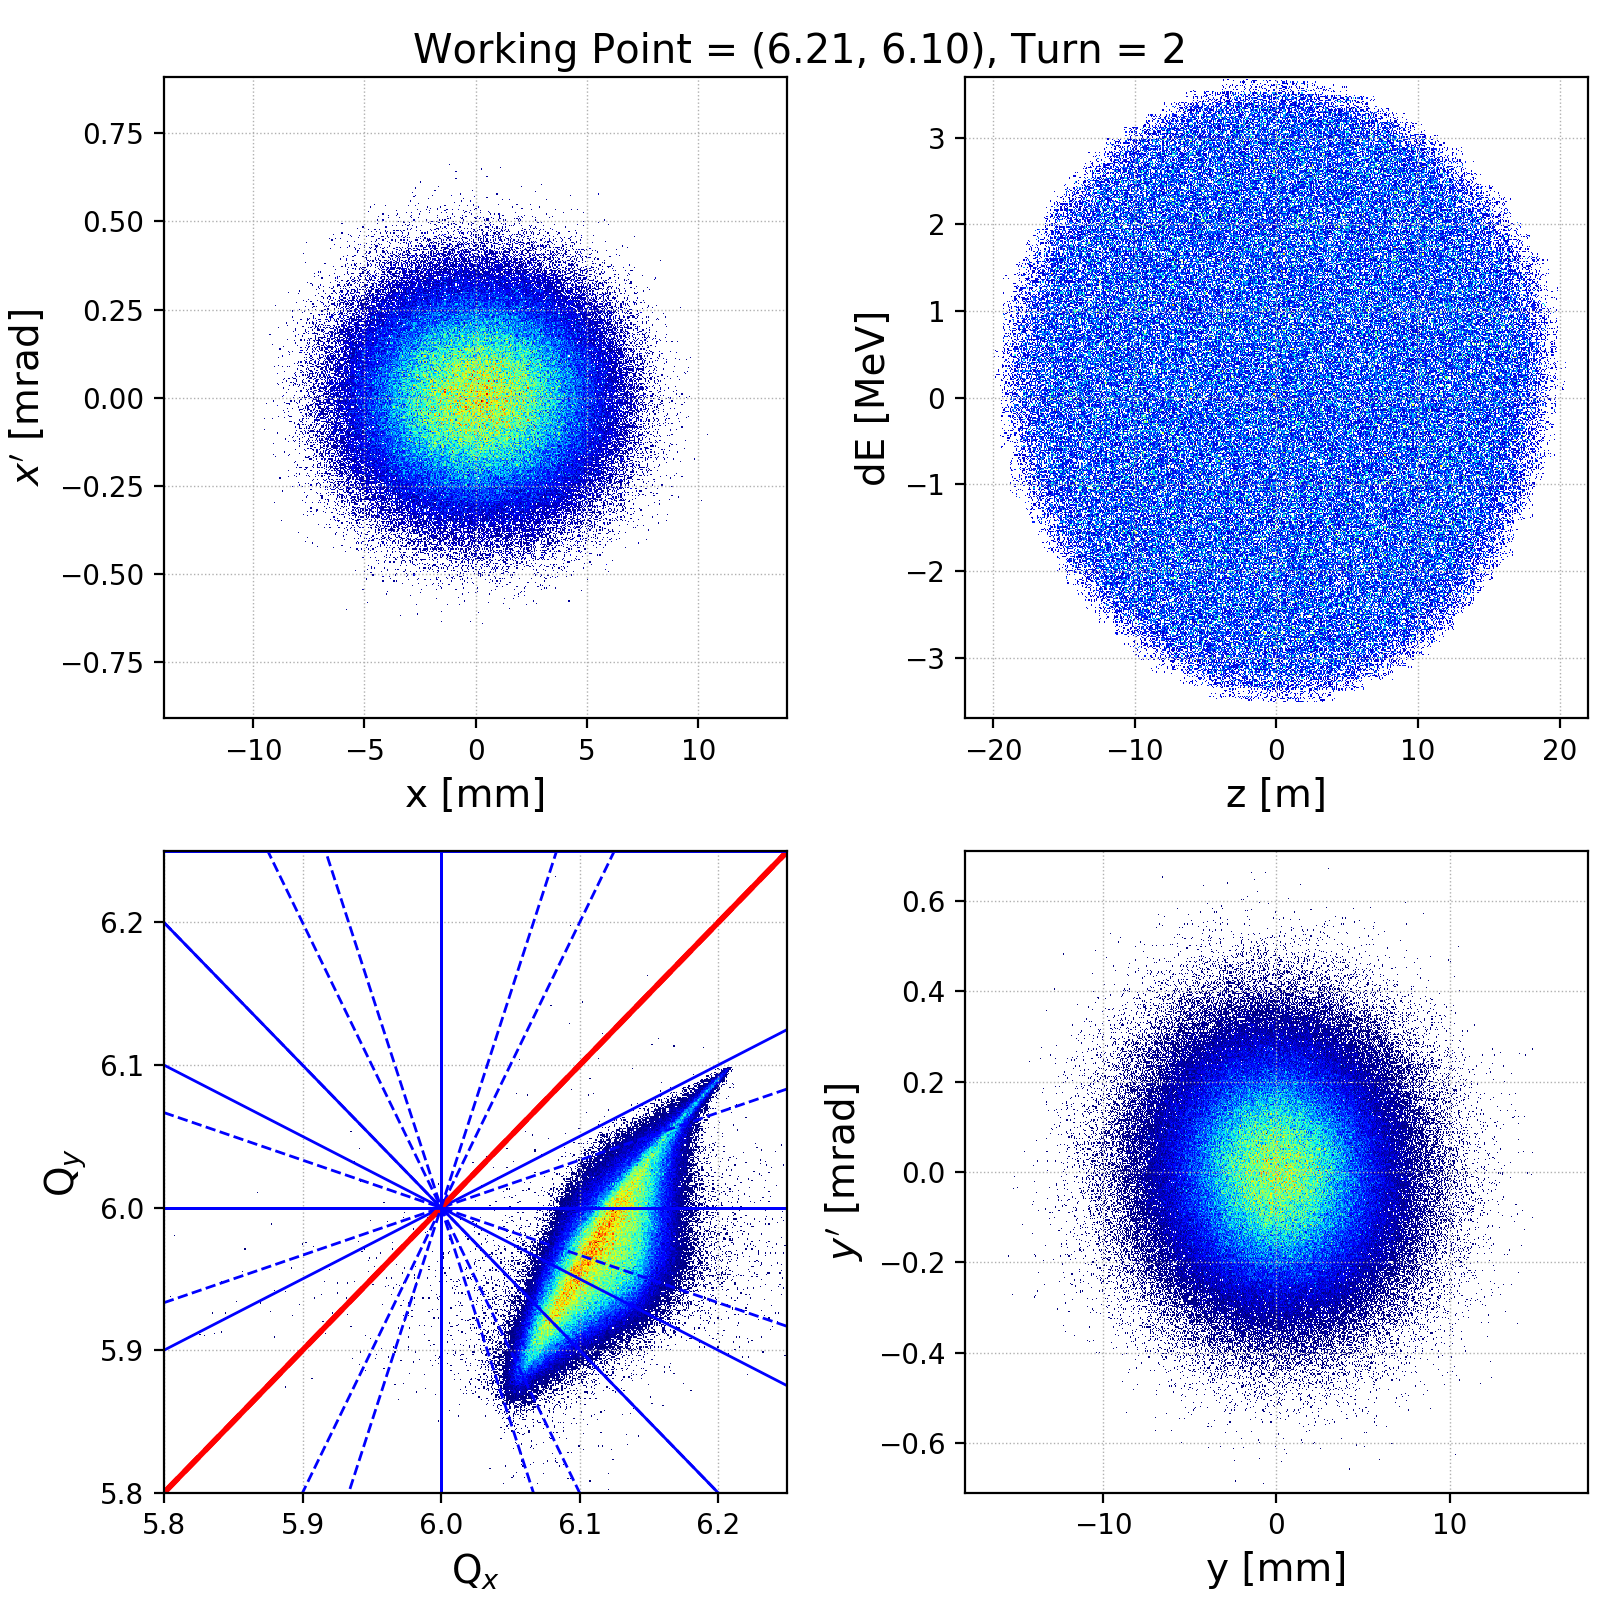 Working Point = (6.21, 6.10), Turn = 2
0.75
0.50
0.25
0.00
−0.25
−0.50
−0.75
x′ [mrad]
−10 −5 0 5 10
x [mm]
3
2
1
0
−1
−2
−3
dE [MeV]
−20 −10 0 10 20
z [m]
6.2
6.1
6.0
5.9
5.8
Qy
5.8 5.9 6.0 6.1 6.2
Qx
0.6
0.4
0.2
0.0
−0.2
−0.4
−0.6
y′ [mrad]
−10 0 10
y [mm]